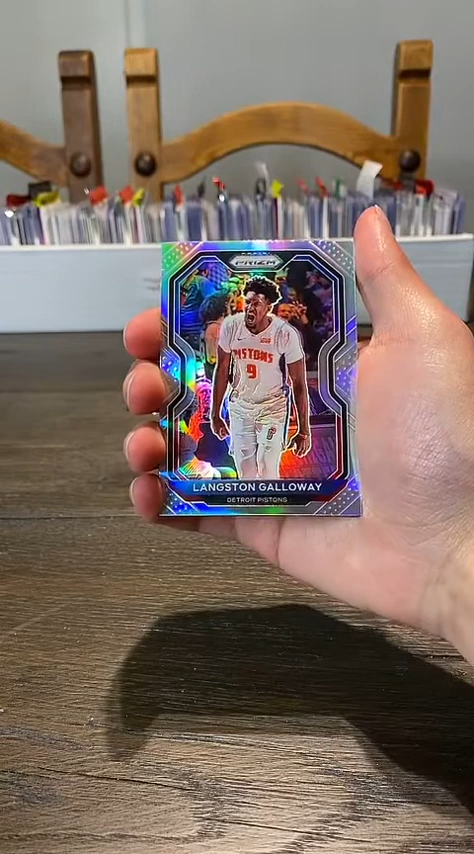 PRIZM
PISTONS
9
LANGSTON GALLOWAY
DETROIT PISTONS